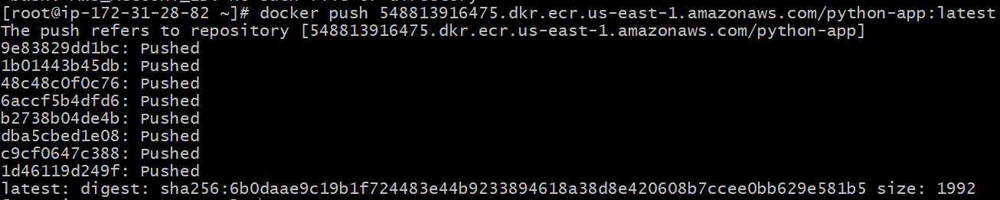 [root@ip-172-31-28-82 ~]# docker push 548813916475.dkr.ecr.us-east-1.amazonaws.com/python-app:latest
The push refers to repository [548813916475.dkr.ecr.us-east-1.amazonaws.com/python-app]
9e83829dd1bc: Pushed
1b01443b45db: Pushed
48c48c0f0c76: Pushed
6accf5b4dfd6: Pushed
b2738b04de4b: Pushed
dba5cbed1e08: Pushed
c9cf0647c388: Pushed
1d46119d249f: Pushed
latest: digest: sha256:6b0daae9c19b1f724483e44b9233894618a38d8e420608b7ccee0bb629e581b5 size: 1992